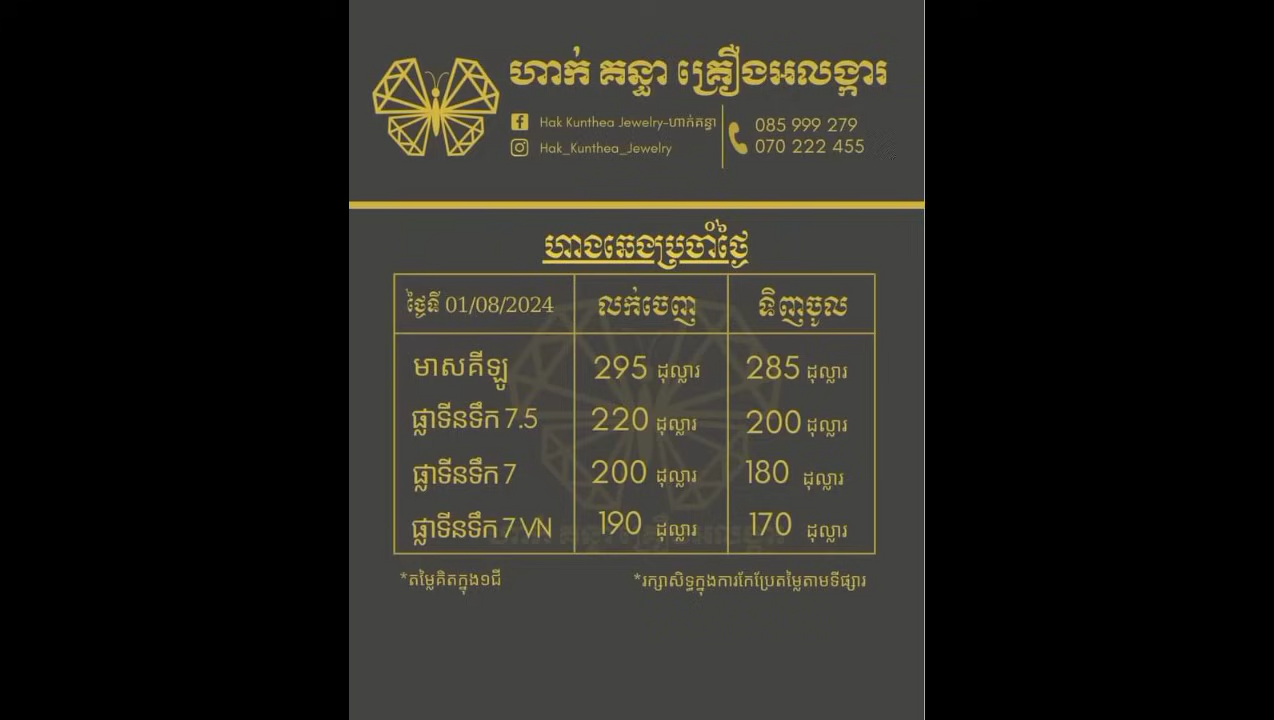 ហាក់ គន្ធា គ្រឿងអលង្ការ
Hak Kunthea Jewelry-ហាក់គន្ធា
Hak_Kunthea_Jewelry
085 999 279
070 222 455
ហាងឆេងប្រចាំថ្ងៃ
ថ្ងៃទី 01/08/2024 លក់ចេញ ទិញចូល
មាសគីឡូ 295 ដុល្លារ 285 ដុល្លារ
ផ្លាទីនទឹក 7.5 220 ដុល្លារ 200 ដុល្លារ
ផ្លាទីនទឹក 7 200 ដុល្លារ 180 ដុល្លារ
ផ្លាទីនទឹក 7 VN 190 ដុល្លារ 170 ដុល្លារ
*តម្លៃគិតក្នុង១ជី *រក្សាសិទ្ធក្នុងការកែប្រែតម្លៃតាមទីផ្សារ